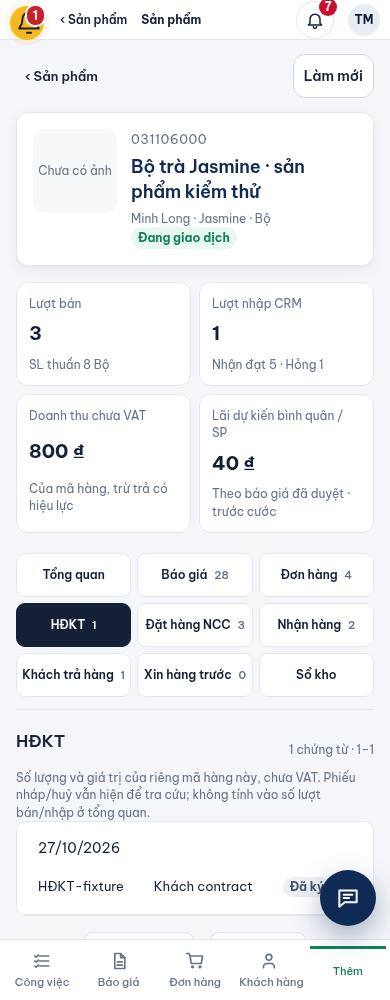 1
‹ Sản phẩm Sản phẩm
7
TM
‹ Sản phẩm
Làm mới
Chưa có ảnh
031106000
Bộ trà Jasmine · sản
phẩm kiểm thử
Minh Long · Jasmine · Bộ
Đang giao dịch
Lượt bán
3
SL thuần 8 Bộ
Lượt nhập CRM
1
Nhận đạt 5 · Hỏng 1
Doanh thu chưa VAT
800 ₫
Của mã hàng, trừ trả có
hiệu lực
Lãi dự kiến bình quân /
SP
40 ₫
Theo báo giá đã duyệt ·
trước cước
Tổng quan
Báo giá 28
Đơn hàng 4
HĐKT 1
Đặt hàng NCC 3
Nhận hàng 2
Khách trả hàng 1
Xin hàng trước 0
Sổ kho
HĐKT
1 chứng từ · 1–1
Số lượng và giá trị của riêng mã hàng này, chưa VAT. Phiếu
nháp/huỷ vẫn hiện để tra cứu; không tính vào số lượt
bán/nhập ở tổng quan.
27/10/2026
HĐKT-fixture Khách contract Đã ký
Công việc
Báo giá
Đơn hàng
Khách hàng
Thêm